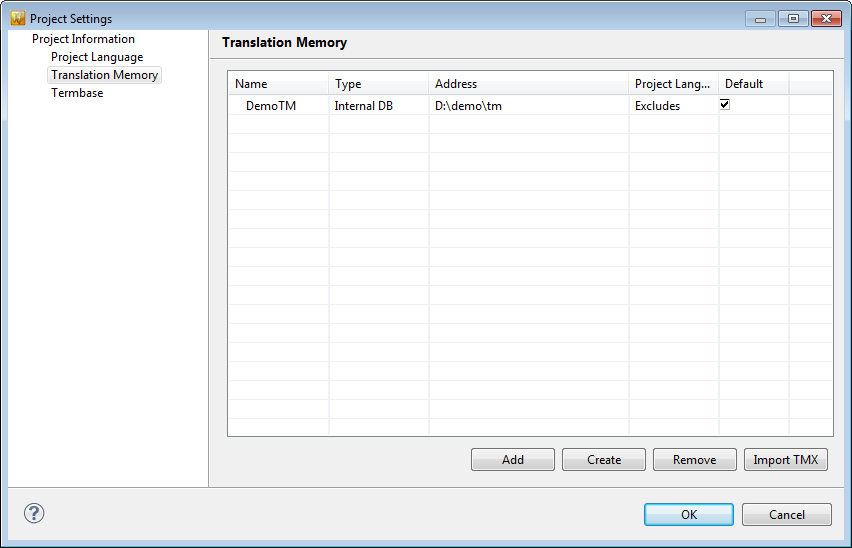 Project Settings
Project Information
Project Language
Translation Memory
Termbase
Translation Memory
Name Type Address Project Lang... Default
DemoTM Internal DB D:\demo\tm Excludes
Add Create Remove Import TMX
? OK Cancel